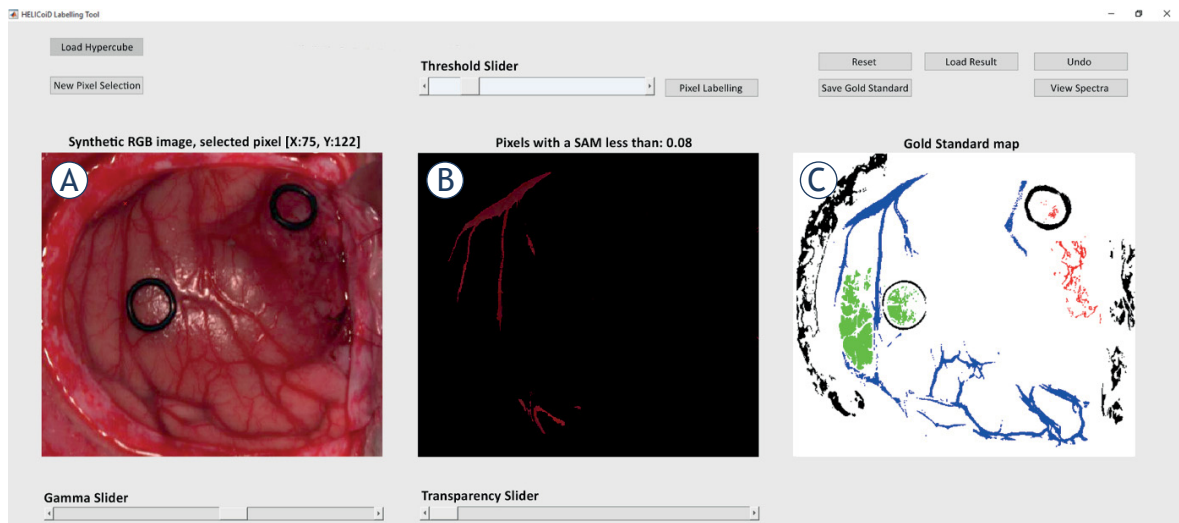 HELICoiD Labelling Tool
Load Hypercube
New Pixel Selection
Threshold Slider
Pixel Labelling
Reset
Load Result
Undo
Save Gold Standard
View Spectra
Synthetic RGB image, selected pixel [X:75, Y:122]
Pixels with a SAM less than: 0.08
Gold Standard map
A
B
C
Gamma Slider
Transparency Slider